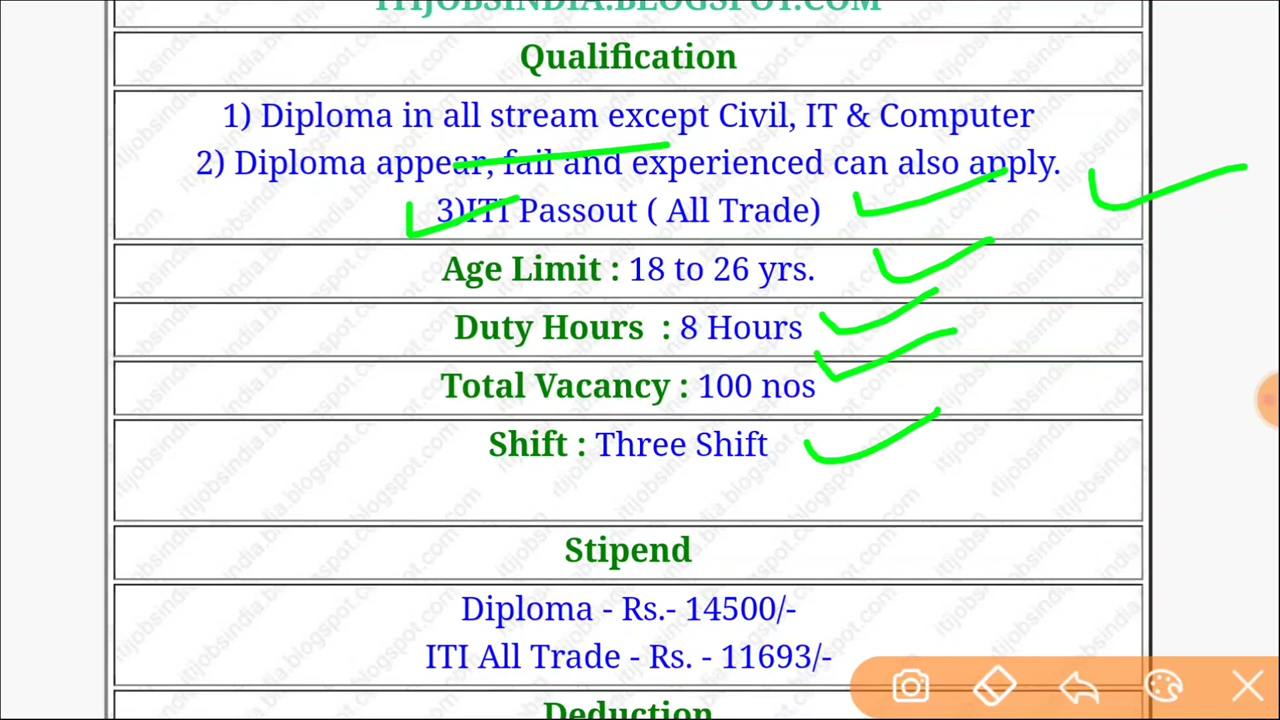 ITIJOBSINDIA.BLOGSPOT.COM
Qualification
1) Diploma in all stream except Civil, IT & Computer
2) Diploma appear, fail and experienced can also apply.
3)ITI Passout ( All Trade)
Age Limit : 18 to 26 yrs.
Duty Hours : 8 Hours
Total Vacancy : 100 nos
Shift : Three Shift
Stipend
Diploma - Rs.- 14500/-
ITI All Trade - Rs. - 11693/-
Deduction